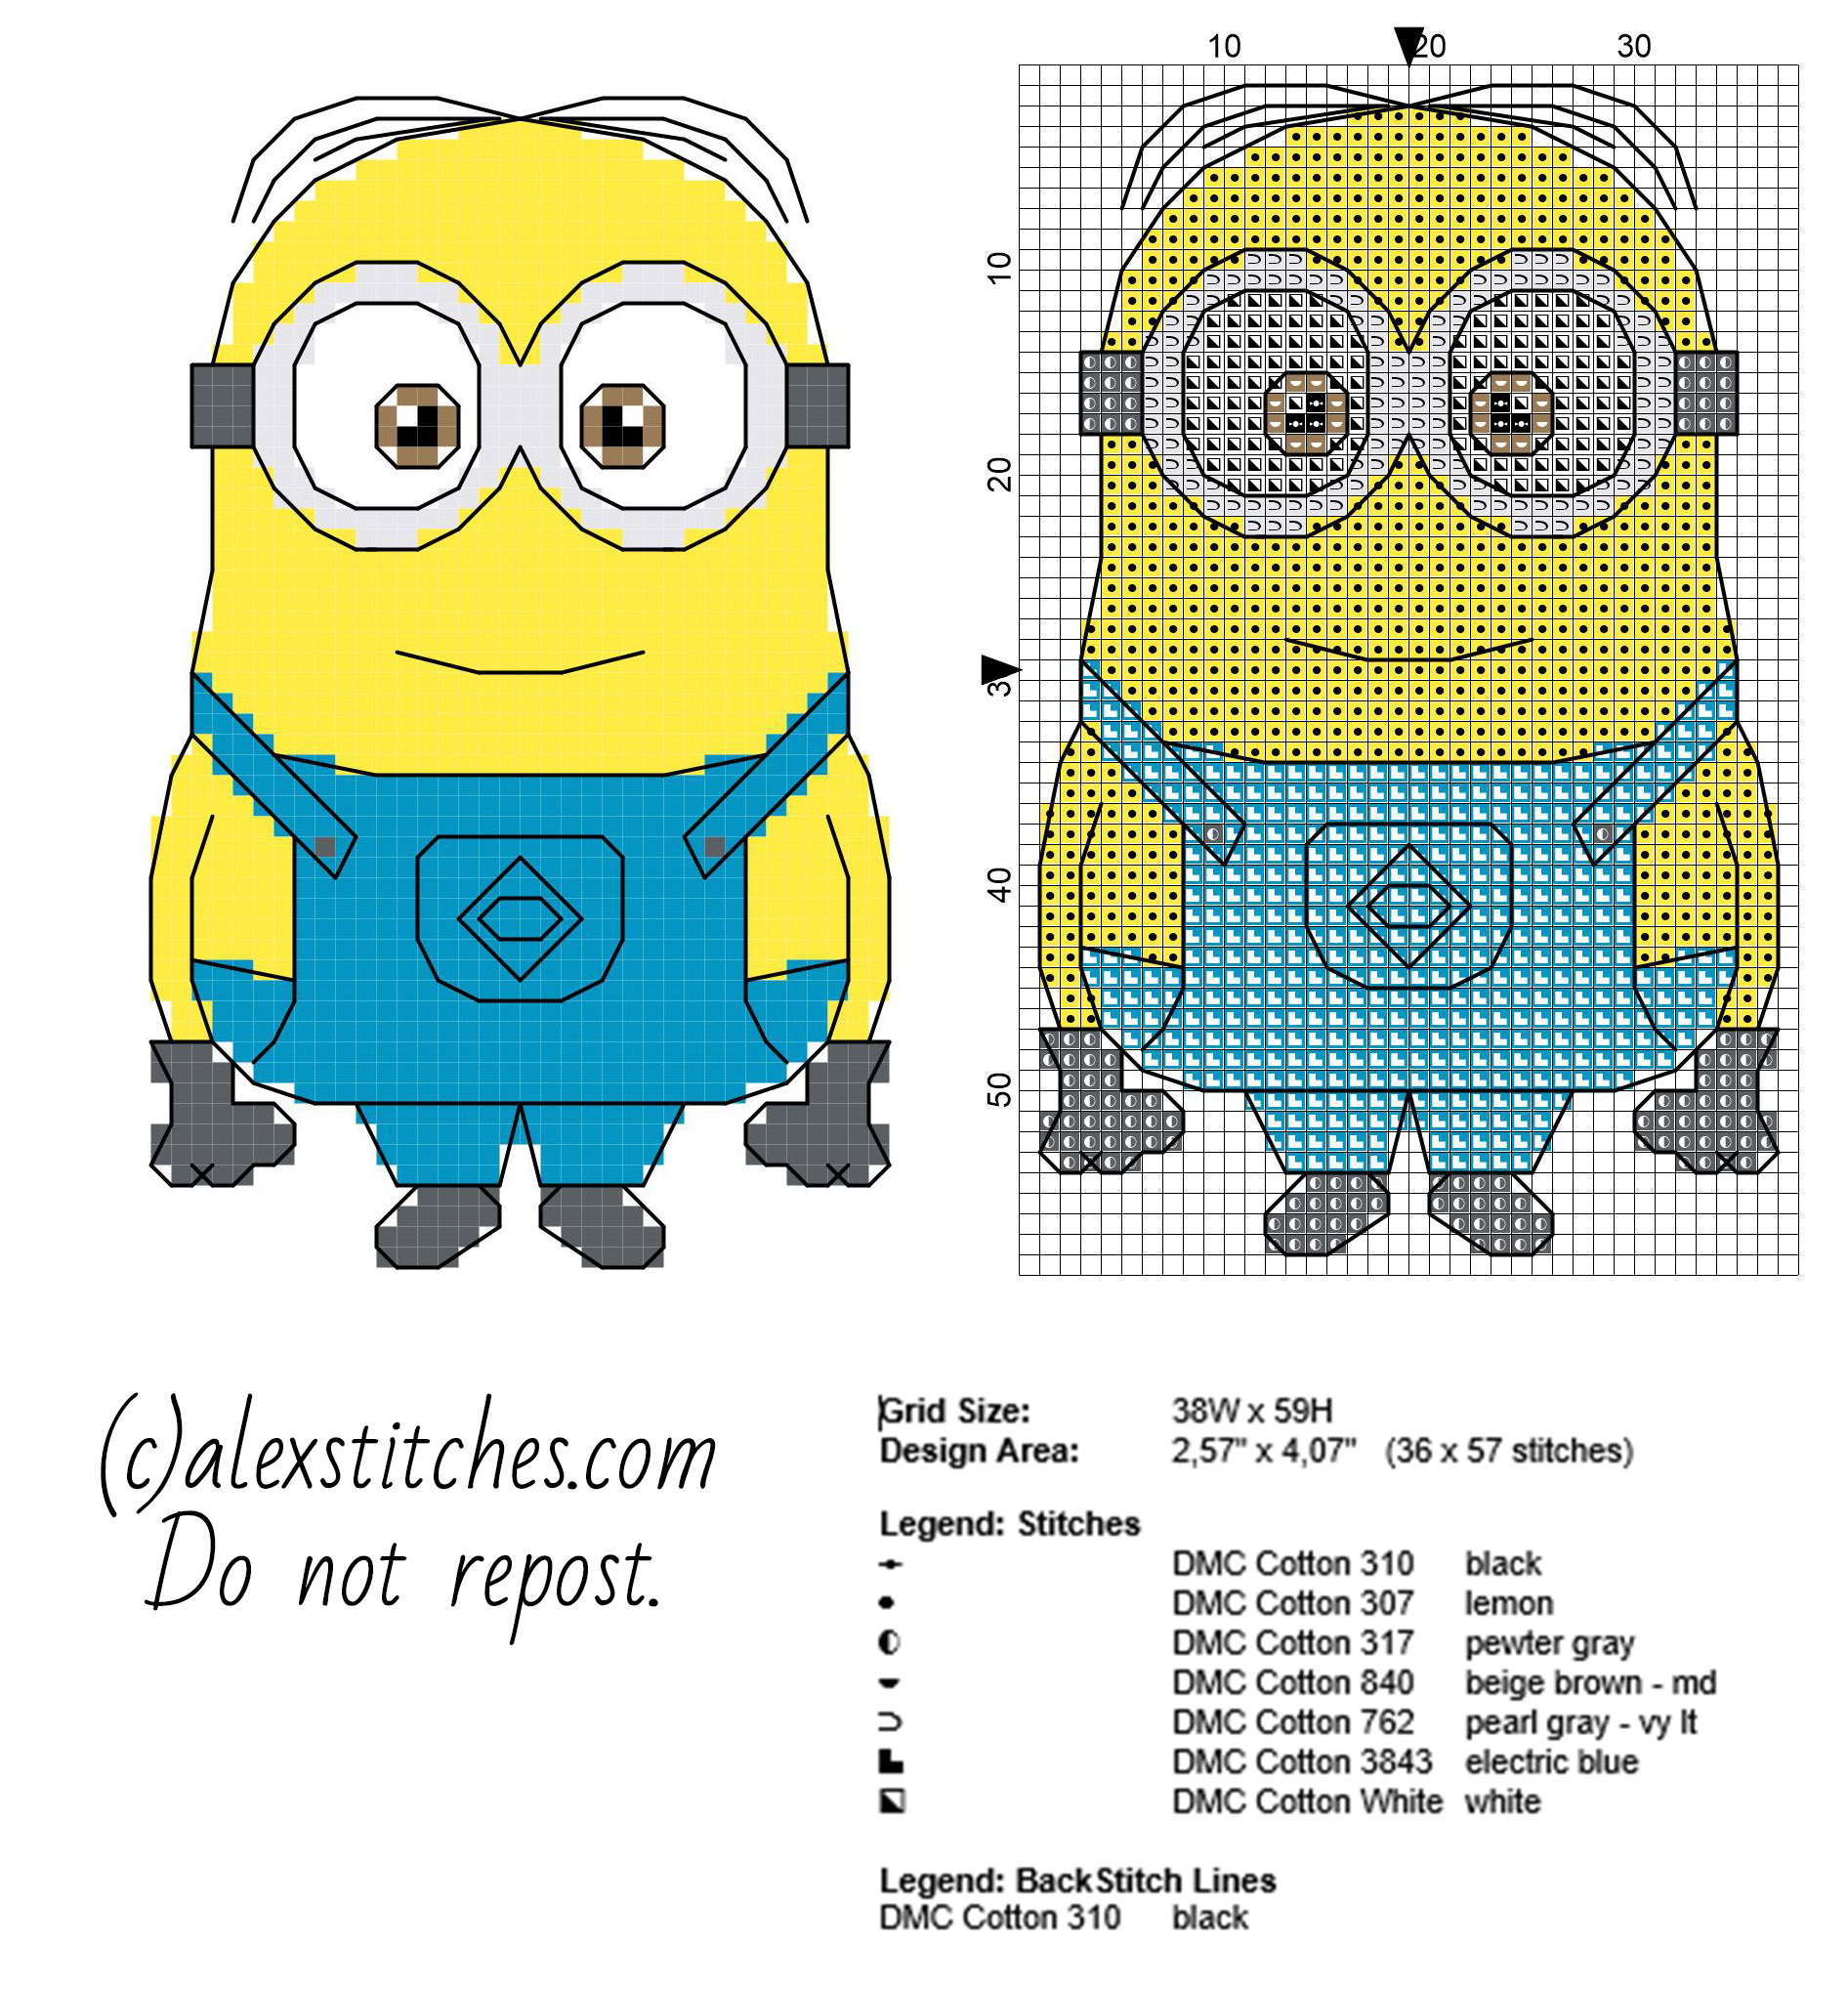 10 20 30
10
20
3
40
50
(c)alexstitches.com
Do not repost.
Grid Size: 38W x 59H
Design Area: 2,57" x 4,07" (36 x 57 stitches)
Legend: Stitches
DMC Cotton 310 black
DMC Cotton 307 lemon
DMC Cotton 317 pewter gray
DMC Cotton 840 beige brown - md
DMC Cotton 762 pearl gray - vy lt
DMC Cotton 3843 electric blue
DMC Cotton White white
Legend: BackStitch Lines
DMC Cotton 310 black